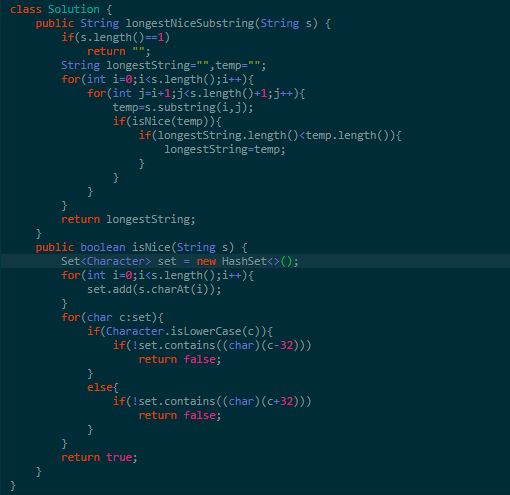 class Solution {
    public String longestNiceSubstring(String s) {
        if(s.length()==1)
            return "";
        String longestString="",temp="";
        for(int i=0;i<s.length();i++){
            for(int j=i+1;j<s.length()+1;j++){
                temp=s.substring(i,j);
                if(isNice(temp)){
                    if(longestString.length()<temp.length()){
                        longestString=temp;
                    }
                }
            }
        }
        return longestString;
    }
    public boolean isNice(String s) {
        Set<Character> set = new HashSet<>();
        for(int i=0;i<s.length();i++){
            set.add(s.charAt(i));
        }
        for(char c:set){
            if(Character.isLowerCase(c)){
                if(!set.contains((char)(c-32)))
                    return false;
            }
            else{
                if(!set.contains((char)(c+32)))
                    return false;
            }
        }
        return true;
    }
}